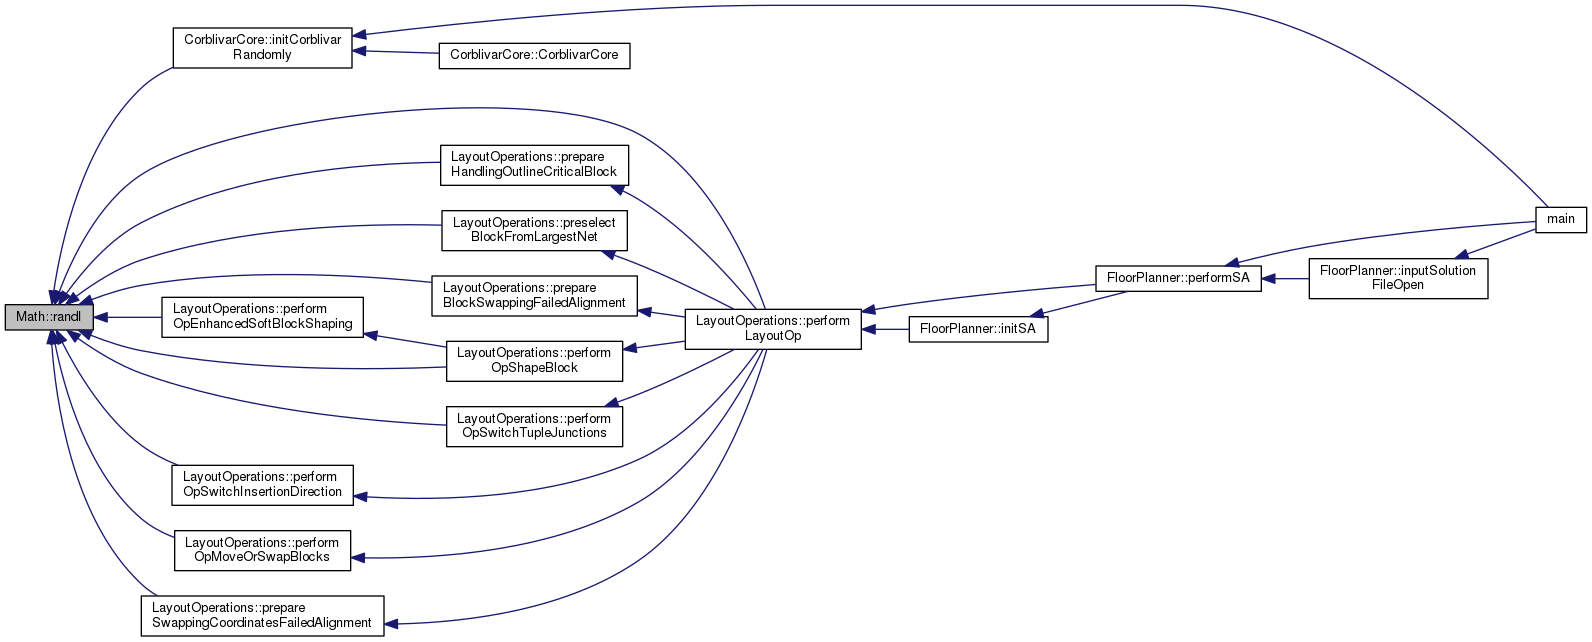 CorblivarCore::initCorblivar
Randomly
CorblivarCore::CorblivarCore
LayoutOperations::prepare
HandlingOutlineCriticalBlock
LayoutOperations::preselect
BlockFromLargestNet
main
FloorPlanner::performSA
FloorPlanner::inputSolution
FileOpen
LayoutOperations::prepare
BlockSwappingFailedAlignment
Math::randI
LayoutOperations::perform
OpEnhancedSoftBlockShaping
LayoutOperations::perform
LayoutOp
FloorPlanner::initSA
LayoutOperations::perform
OpShapeBlock
LayoutOperations::perform
OpSwitchTupleJunctions
LayoutOperations::perform
OpSwitchInsertionDirection
LayoutOperations::perform
OpMoveOrSwapBlocks
LayoutOperations::prepare
SwappingCoordinatesFailedAlignment